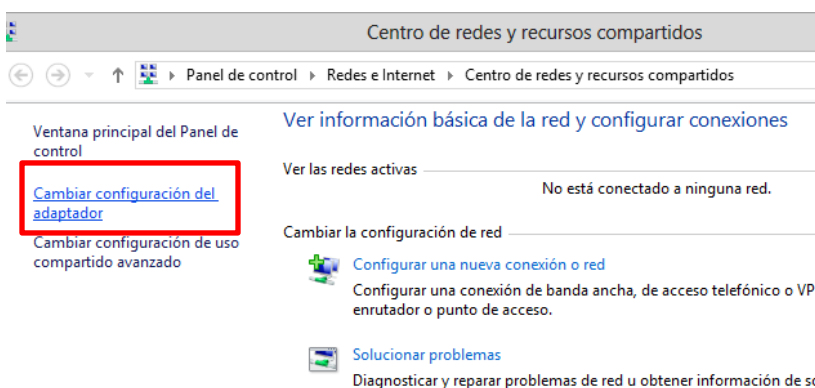 Centro de redes y recursos compartidos
Panel de control ▸ Redes e Internet ▸ Centro de redes y recursos compartidos
Ventana principal del Panel de
control
Cambiar configuración del
adaptador
Cambiar configuración de uso
compartido avanzado
Ver información básica de la red y configurar conexiones
Ver las redes activas
No está conectado a ninguna red.
Cambiar la configuración de red
Configurar una nueva conexión o red
Configurar una conexión de banda ancha, de acceso telefónico o VP
enrutador o punto de acceso.
Solucionar problemas
Diagnosticar y reparar problemas de red u obtener información de so